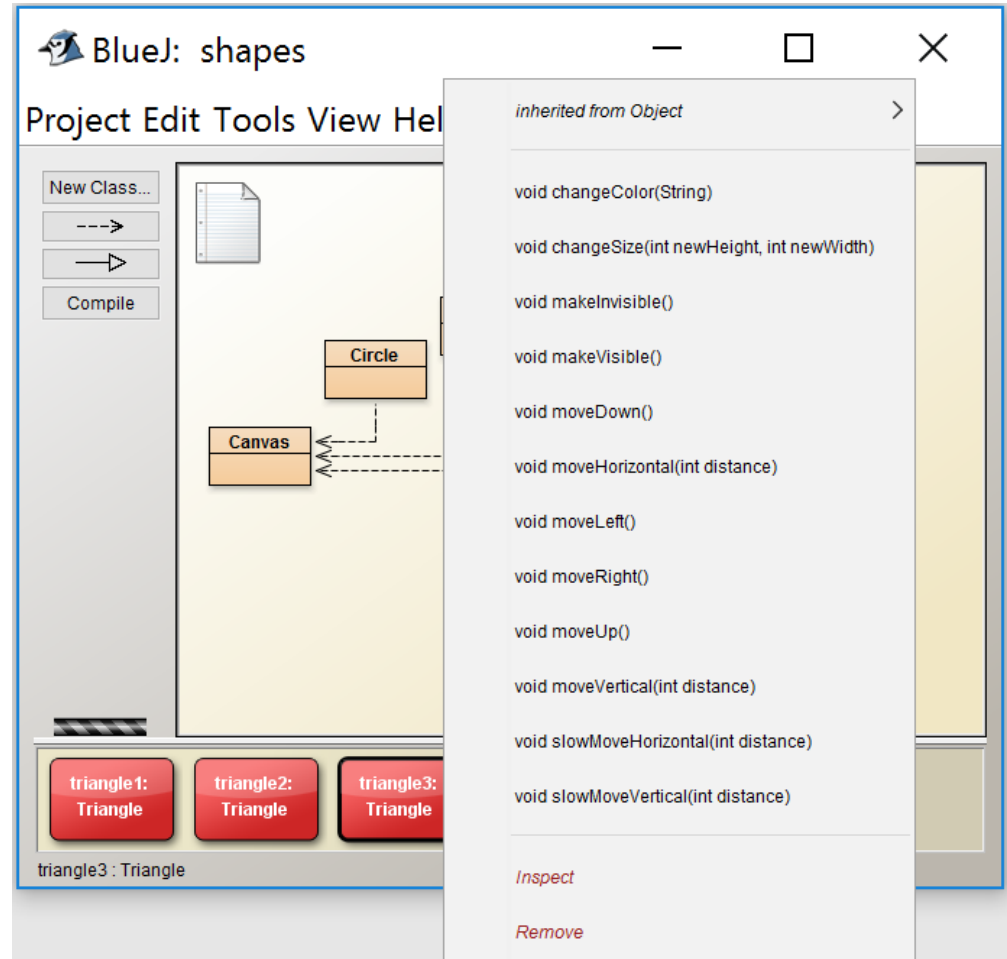 BlueJ: shapes
Project Edit Tools View Hel
New Class...
Compile
Circle
Canvas
inherited from Object
void changeColor(String)
void changeSize(int newHeight, int newWidth)
void makeInvisible()
void makeVisible()
void moveDown()
void moveHorizontal(int distance)
void moveLeft()
void moveRight()
void moveUp()
void moveVertical(int distance)
void slowMoveHorizontal(int distance)
void slowMoveVertical(int distance)
Inspect
Remove
triangle1:
Triangle
triangle2:
Triangle
triangle3:
Triangle
triangle3 : Triangle